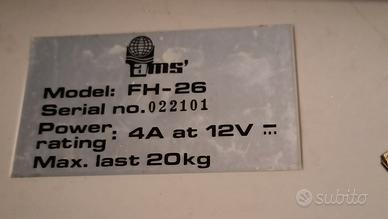 ams'
Model: FH-26
Serial no. 022101
Power rating: 4A at 12V
Max. last 20kg
subito